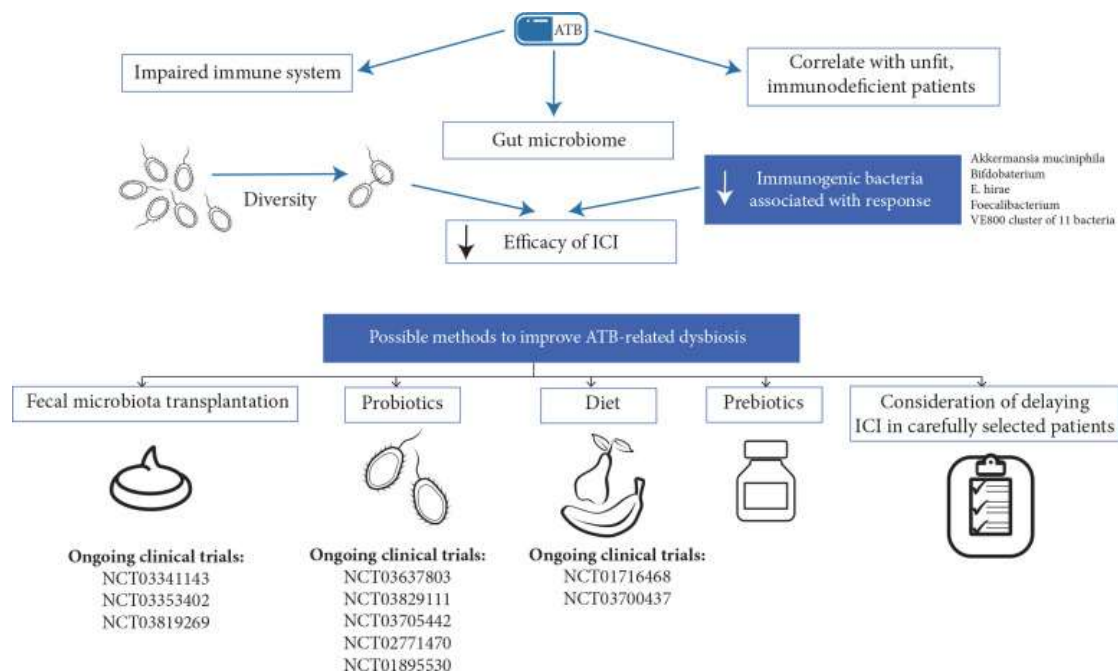 ATB
Impaired immune system
Correlate with unfit,
immunodeficient patients
Gut microbiome
Diversity
Immunogenic bacteria
associated with response
Akkermansia muciniphila
Bifdobaterium
E. hirae
Foecalibacterium
VE800 cluster of 11 bacteria
Efficacy of ICI
Possible methods to improve ATB-related dysbiosis
Fecal microbiota transplantation
Probiotics
Diet
Prebiotics
Consideration of delaying
ICI in carefully selected patients
Ongoing clinical trials:
NCT03341143
NCT03353402
NCT03819269
Ongoing clinical trials:
NCT03637803
NCT03829111
NCT03705442
NCT02771470
NCT01895530
Ongoing clinical trials:
NCT01716468
NCT03700437